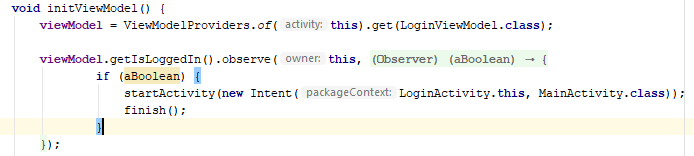 void initViewModel() {
    viewModel = ViewModelProviders.of( activity: this).get(LoginViewModel.class);

    viewModel.getIsLoggedIn().observe( owner: this, (Observer) (aBoolean) → {
            if (aBoolean) {
                startActivity(new Intent( packageContext: LoginActivity.this, MainActivity.class));
                finish();
            }
    });